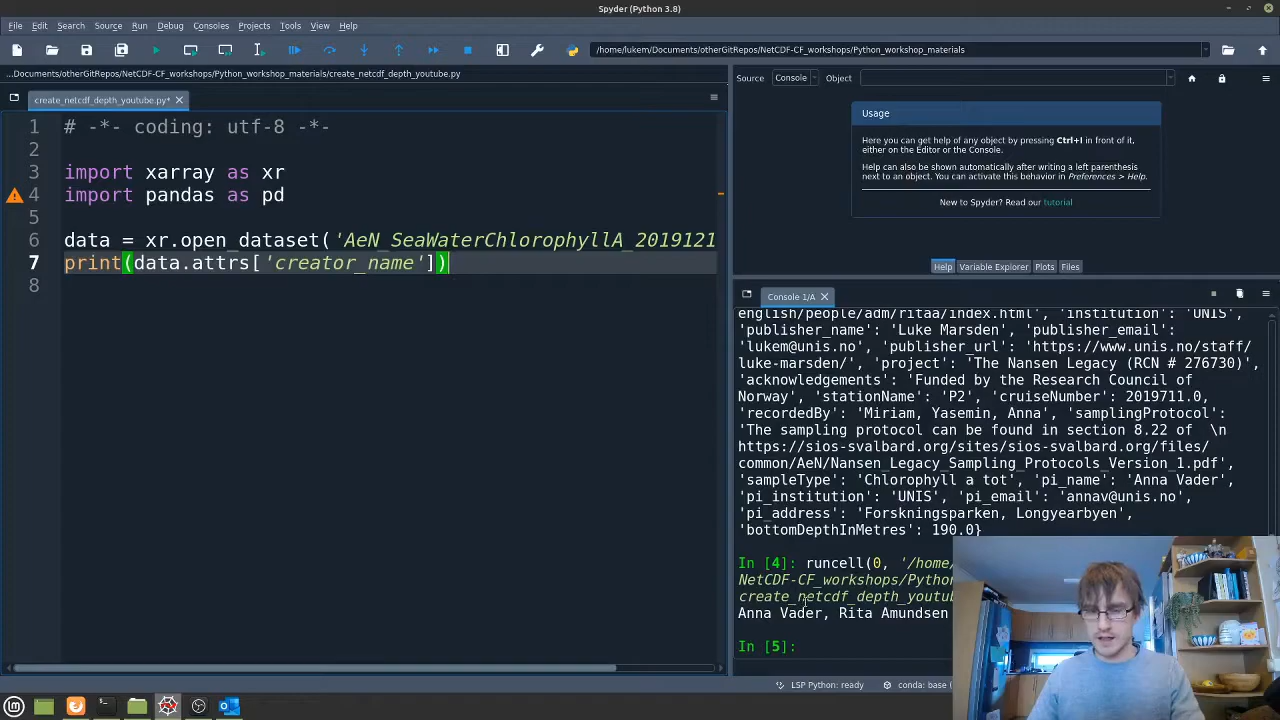 Spyder (Python 3.8)
File Edit Search Source Run Debug Consoles Projects Tools View Help
/home/lukem/Documents/otherGitRepos/NetCDF-CF_workshops/Python_workshop_materials
...Documents/otherGitRepos/NetCDF-CF_workshops/Python_workshop_materials/create_netcdf_depth_youtube.py
Source Console Object
create_netcdf_depth_youtube.py*
1 # -*- coding: utf-8 -*-
2
3 import xarray as xr
4 import pandas as pd
5
6 data = xr.open_dataset('AeN_SeaWaterChlorophyllA_2019121
7 print(data.attrs['creator_name'])
8
Usage
Here you can get help of any object by pressing Ctrl+I in front of it,
either on the Editor or the Console.
Help can also be shown automatically after writing a left parenthesis
next to an object. You can activate this behavior in Preferences > Help.
New to Spyder? Read our tutorial
Help Variable Explorer Plots Files
Console 1/A
english/people/adm/ritaa/index.html', 'institution': 'UNIS',
'publisher_name': 'Luke Marsden', 'publisher_email':
'lukem@unis.no', 'publisher_url': 'https://www.unis.no/staff/
luke-marsden/', 'project': 'The Nansen Legacy (RCN # 276730)',
'acknowledgements': 'Funded by the Research Council of
Norway', 'stationName': 'P2', 'cruiseNumber': 2019711.0,
'recordedBy': 'Miriam, Yasemin, Anna', 'samplingProtocol':
'The sampling protocol can be found in section 8.22 of  \n
https://sios-svalbard.org/sites/sios-svalbard.org/files/
common/AeN/Nansen_Legacy_Sampling_Protocols_Version_1.pdf',
'sampleType': 'Chlorophyll a tot', 'pi_name': 'Anna Vader',
'pi_institution': 'UNIS', 'pi_email': 'annav@unis.no',
'pi_address': 'Forskningsparken, Longyearbyen',
'bottomDepthInMetres': 190.0}
In [4]: runcell(0, '/home/
NetCDF-CF_workshops/Python
create_netcdf_depth_youtub
Anna Vader, Rita Amundsen
In [5]:
LSP Python: ready conda: base